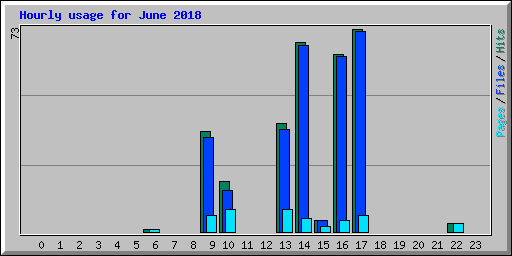 Hourly usage for June 2018
73
Pages/Files/Hits
0 1 2 3 4 5 6 7 8 9 10 11 12 13 14 15 16 17 18 19 20 21 22 23